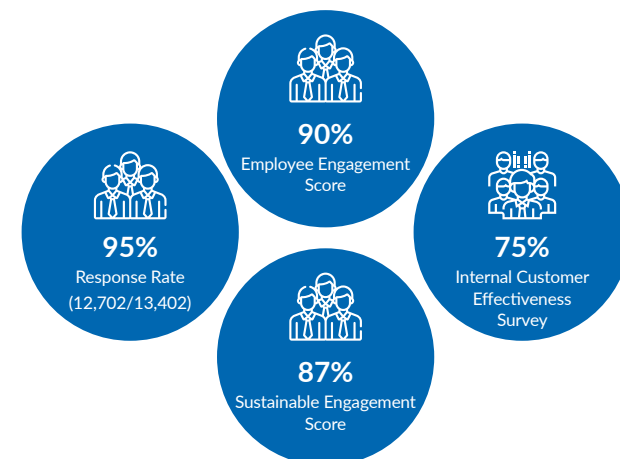 90%
Employee Engagement
Score
95%
Response Rate
(12,702/13,402)
75%
Internal Customer
Effectiveness
Survey
87%
Sustainable Engagement
Score